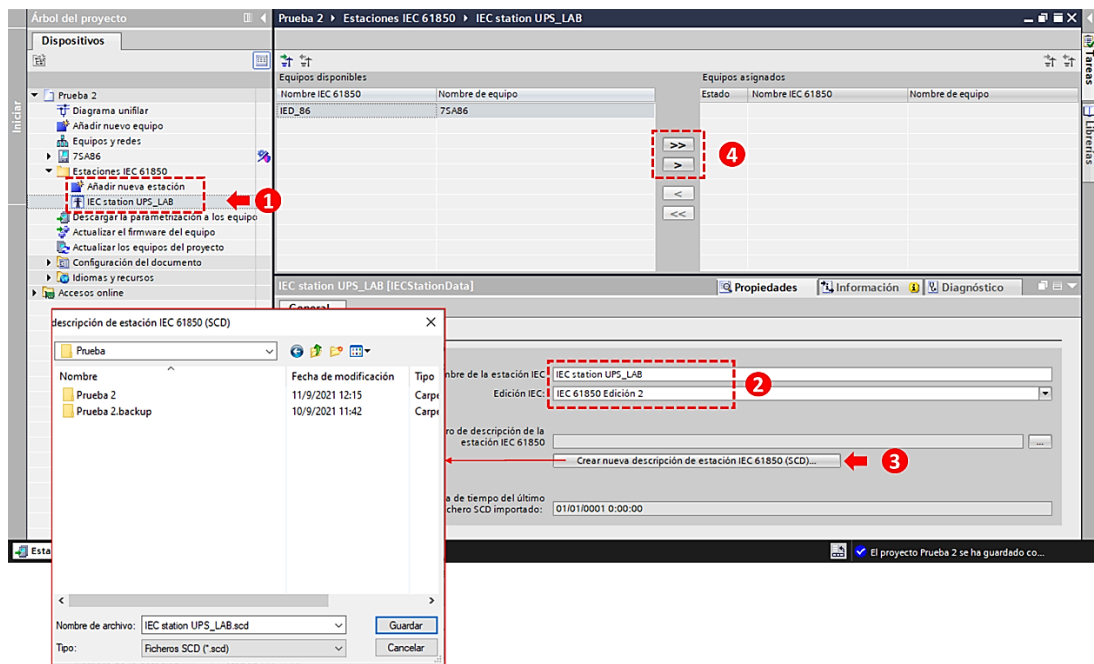 Árbol del proyecto
Prueba 2 ▸ Estaciones IEC 61850 ▸ IEC station UPS_LAB
Dispositivos
Iniciar
Prueba 2
Diagrama unifilar
Añadir nuevo equipo
Equipos y redes
7SA86
Estaciones IEC 61850
Añadir nueva estación
IEC station UPS_LAB
1
Descargar la parametrización a los equipo
Actualizar el firmware del equipo
Actualizar los equipos del proyecto
Configuración del documento
Idiomas y recursos
Accesos online
Equipos disponibles
Nombre IEC 61850 Nombre de equipo
IED_86 7SA86
>>
>
<
<<
4
Equipos asignados
Estado Nombre IEC 61850 Nombre de equipo
Tareas
Librerías
IEC station UPS_LAB [IECStationData]
Propiedades Información Diagnóstico
General
mbre de la estación IEC IEC station UPS_LAB
Edición IEC: IEC 61850 Edición 2
2
ro de descripción de la
estación IEC 61850
...
Crear nueva descripción de estación IEC 61850 (SCD)...
3
a de tiempo del último
chero SCD importado: 01/01/0001 0:00:00
Esta
El proyecto Prueba 2 se ha guardado co...
descripción de estación IEC 61850 (SCD)
Prueba
Nombre Fecha de modificación Tipo
Prueba 2 11/9/2021 12:15 Carpe
Prueba 2.backup 10/9/2021 11:42 Carpe
Nombre de archivo: IEC station UPS_LAB.scd Guardar
Tipo: Ficheros SCD (*.scd) Cancelar